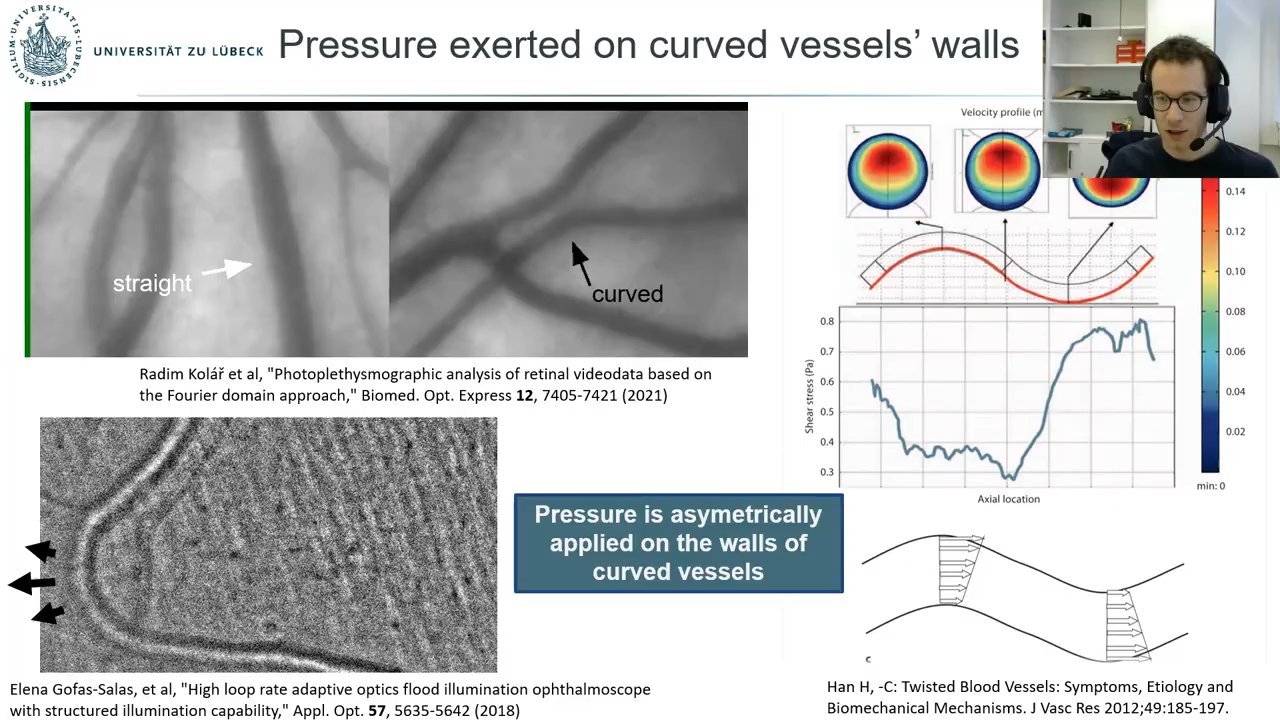 SIGILLUM UNIVERSITATIS LUBECENSIS
UNIVERSITÄT ZU LÜBECK
Pressure exerted on curved vessels' walls
straight
curved
Radim Kolář et al, "Photoplethysmographic analysis of retinal videodata based on
the Fourier domain approach," Biomed. Opt. Express 12, 7405-7421 (2021)
Elena Gofas-Salas, et al, "High loop rate adaptive optics flood illumination ophthalmoscope
with structured illumination capability," Appl. Opt. 57, 5635-5642 (2018)
Pressure is asymetrically
applied on the walls of
curved vessels
Velocity profile (m
0.14
0.12
0.10
0.08
0.06
0.04
0.02
min: 0
Shear stress (Pa)
0.8
0.7
0.6
0.5
0.4
0.3
Axial location
c
Han H, -C: Twisted Blood Vessels: Symptoms, Etiology and
Biomechanical Mechanisms. J Vasc Res 2012;49:185-197.